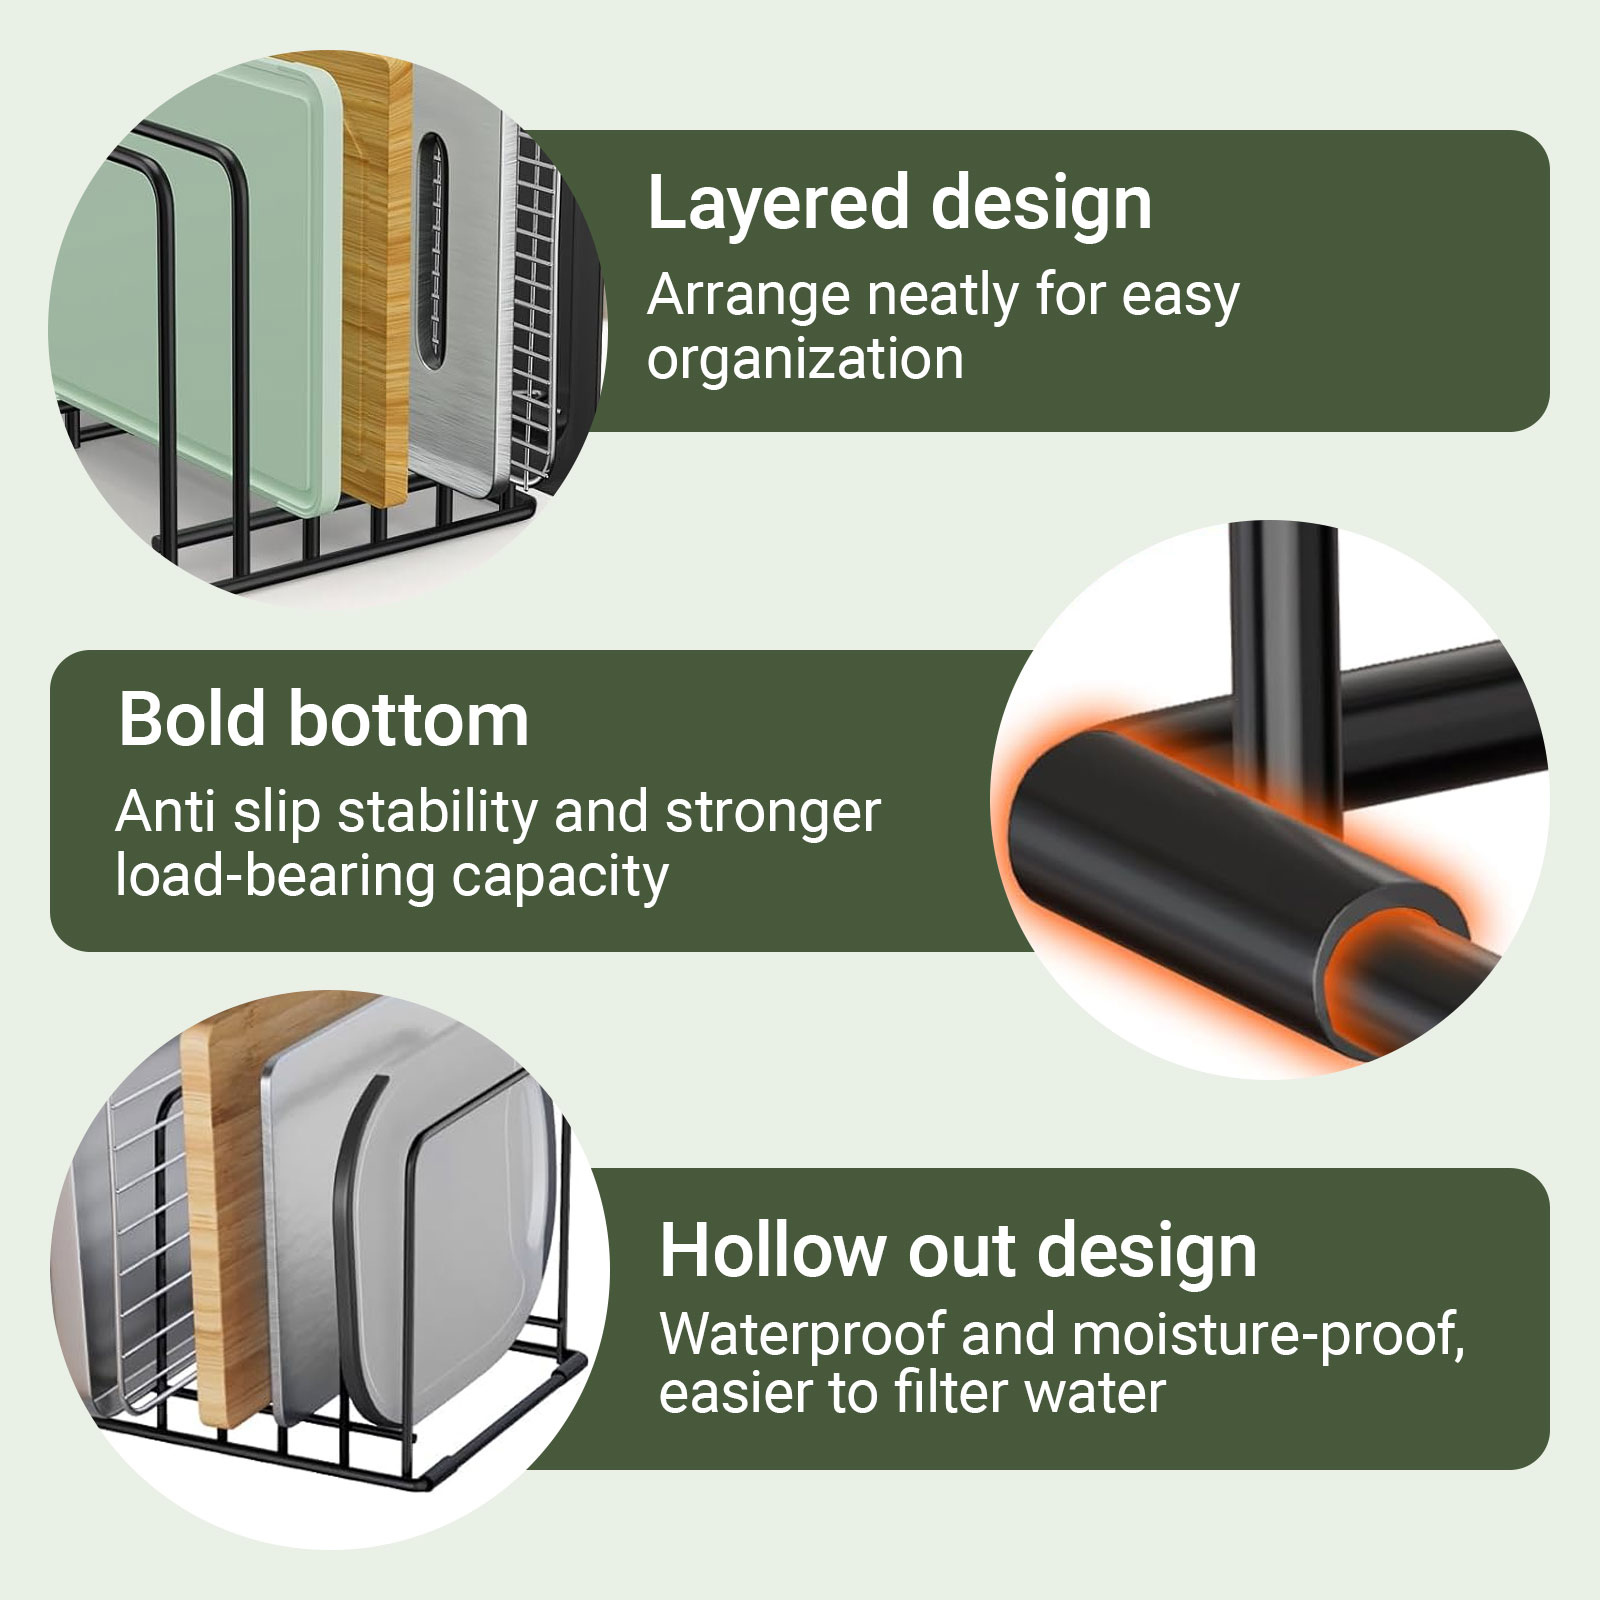 Layered design
Arrange neatly for easy
organization
Bold bottom
Anti slip stability and stronger
load-bearing capacity
Hollow out design
Waterproof and moisture-proof,
easier to filter water